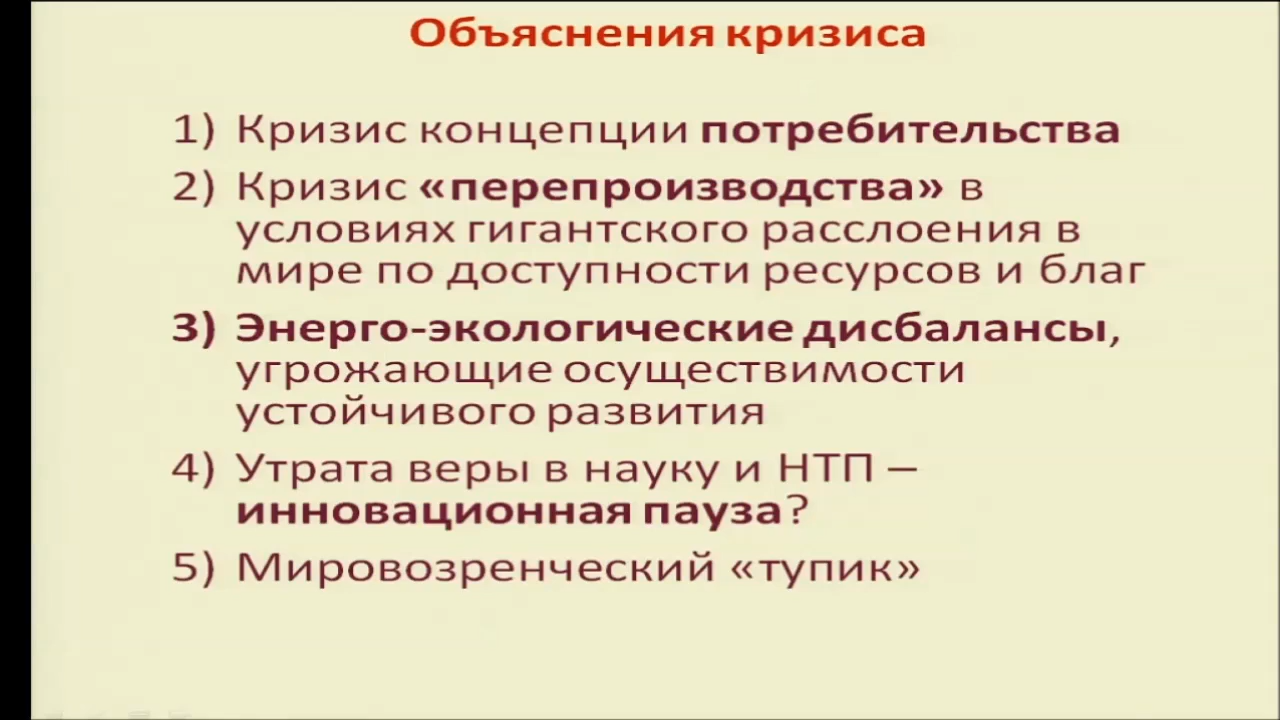 Объяснения кризиса
1) Кризис концепции потребительства
2) Кризис «перепроизводства» в
условиях гигантского расслоения в
мире по доступности ресурсов и благ
3) Энерго-экологические дисбалансы,
угрожающие осуществимости
устойчивого развития
4) Утрата веры в науку и НТП –
инновационная пауза?
5) Мировозренческий «тупик»